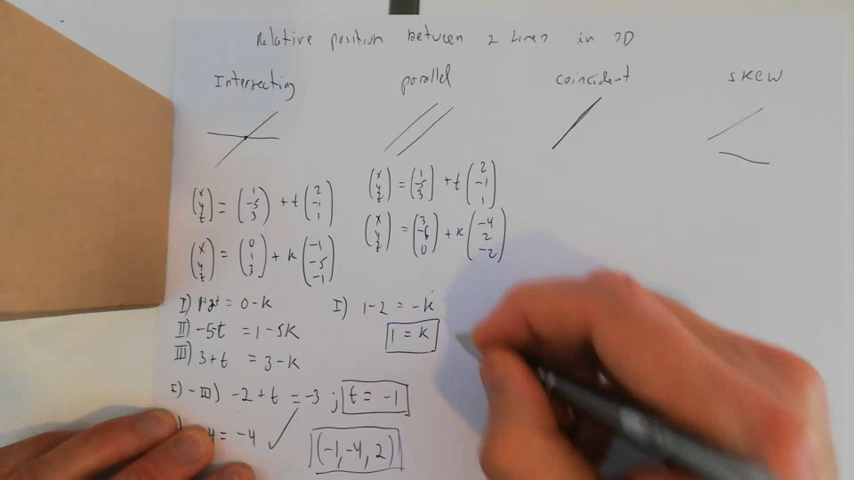 Relative position between 2 lines in 3D
Intersecting parallel coincident skew
(x y z) = (1 -5 3) + t (2 -1 1)
(x y z) = (0 1 3) + k (-1 -5 -1)
(x y z) = (1 -5 3) + t (2 -1 1)
(x y z) = (3 -6 0) + k (-4 2 -2)
I) 1+2t = 0-k
II) -5-t = 1-5k
III) 3+t = 3-k
I)-III) -2+t = -3 ; t = -1
4 = -4 ✓
I) 1-2 = -k
1 = k
(-1, -4, 2)